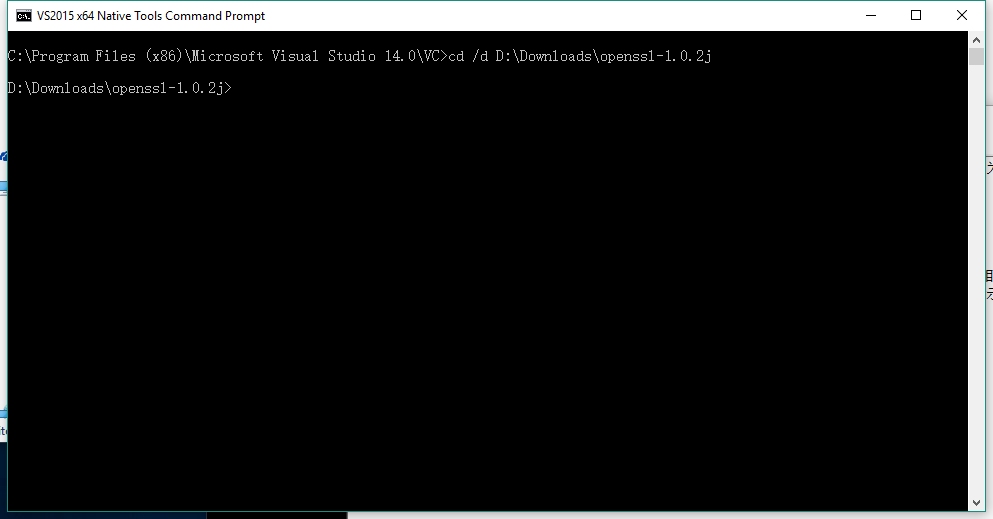 VS2015 x64 Native Tools Command Prompt
C:\Program Files (x86)\Microsoft Visual Studio 14.0\VC>cd /d D:\Downloads\openssl-1.0.2j
D:\Downloads\openssl-1.0.2j>